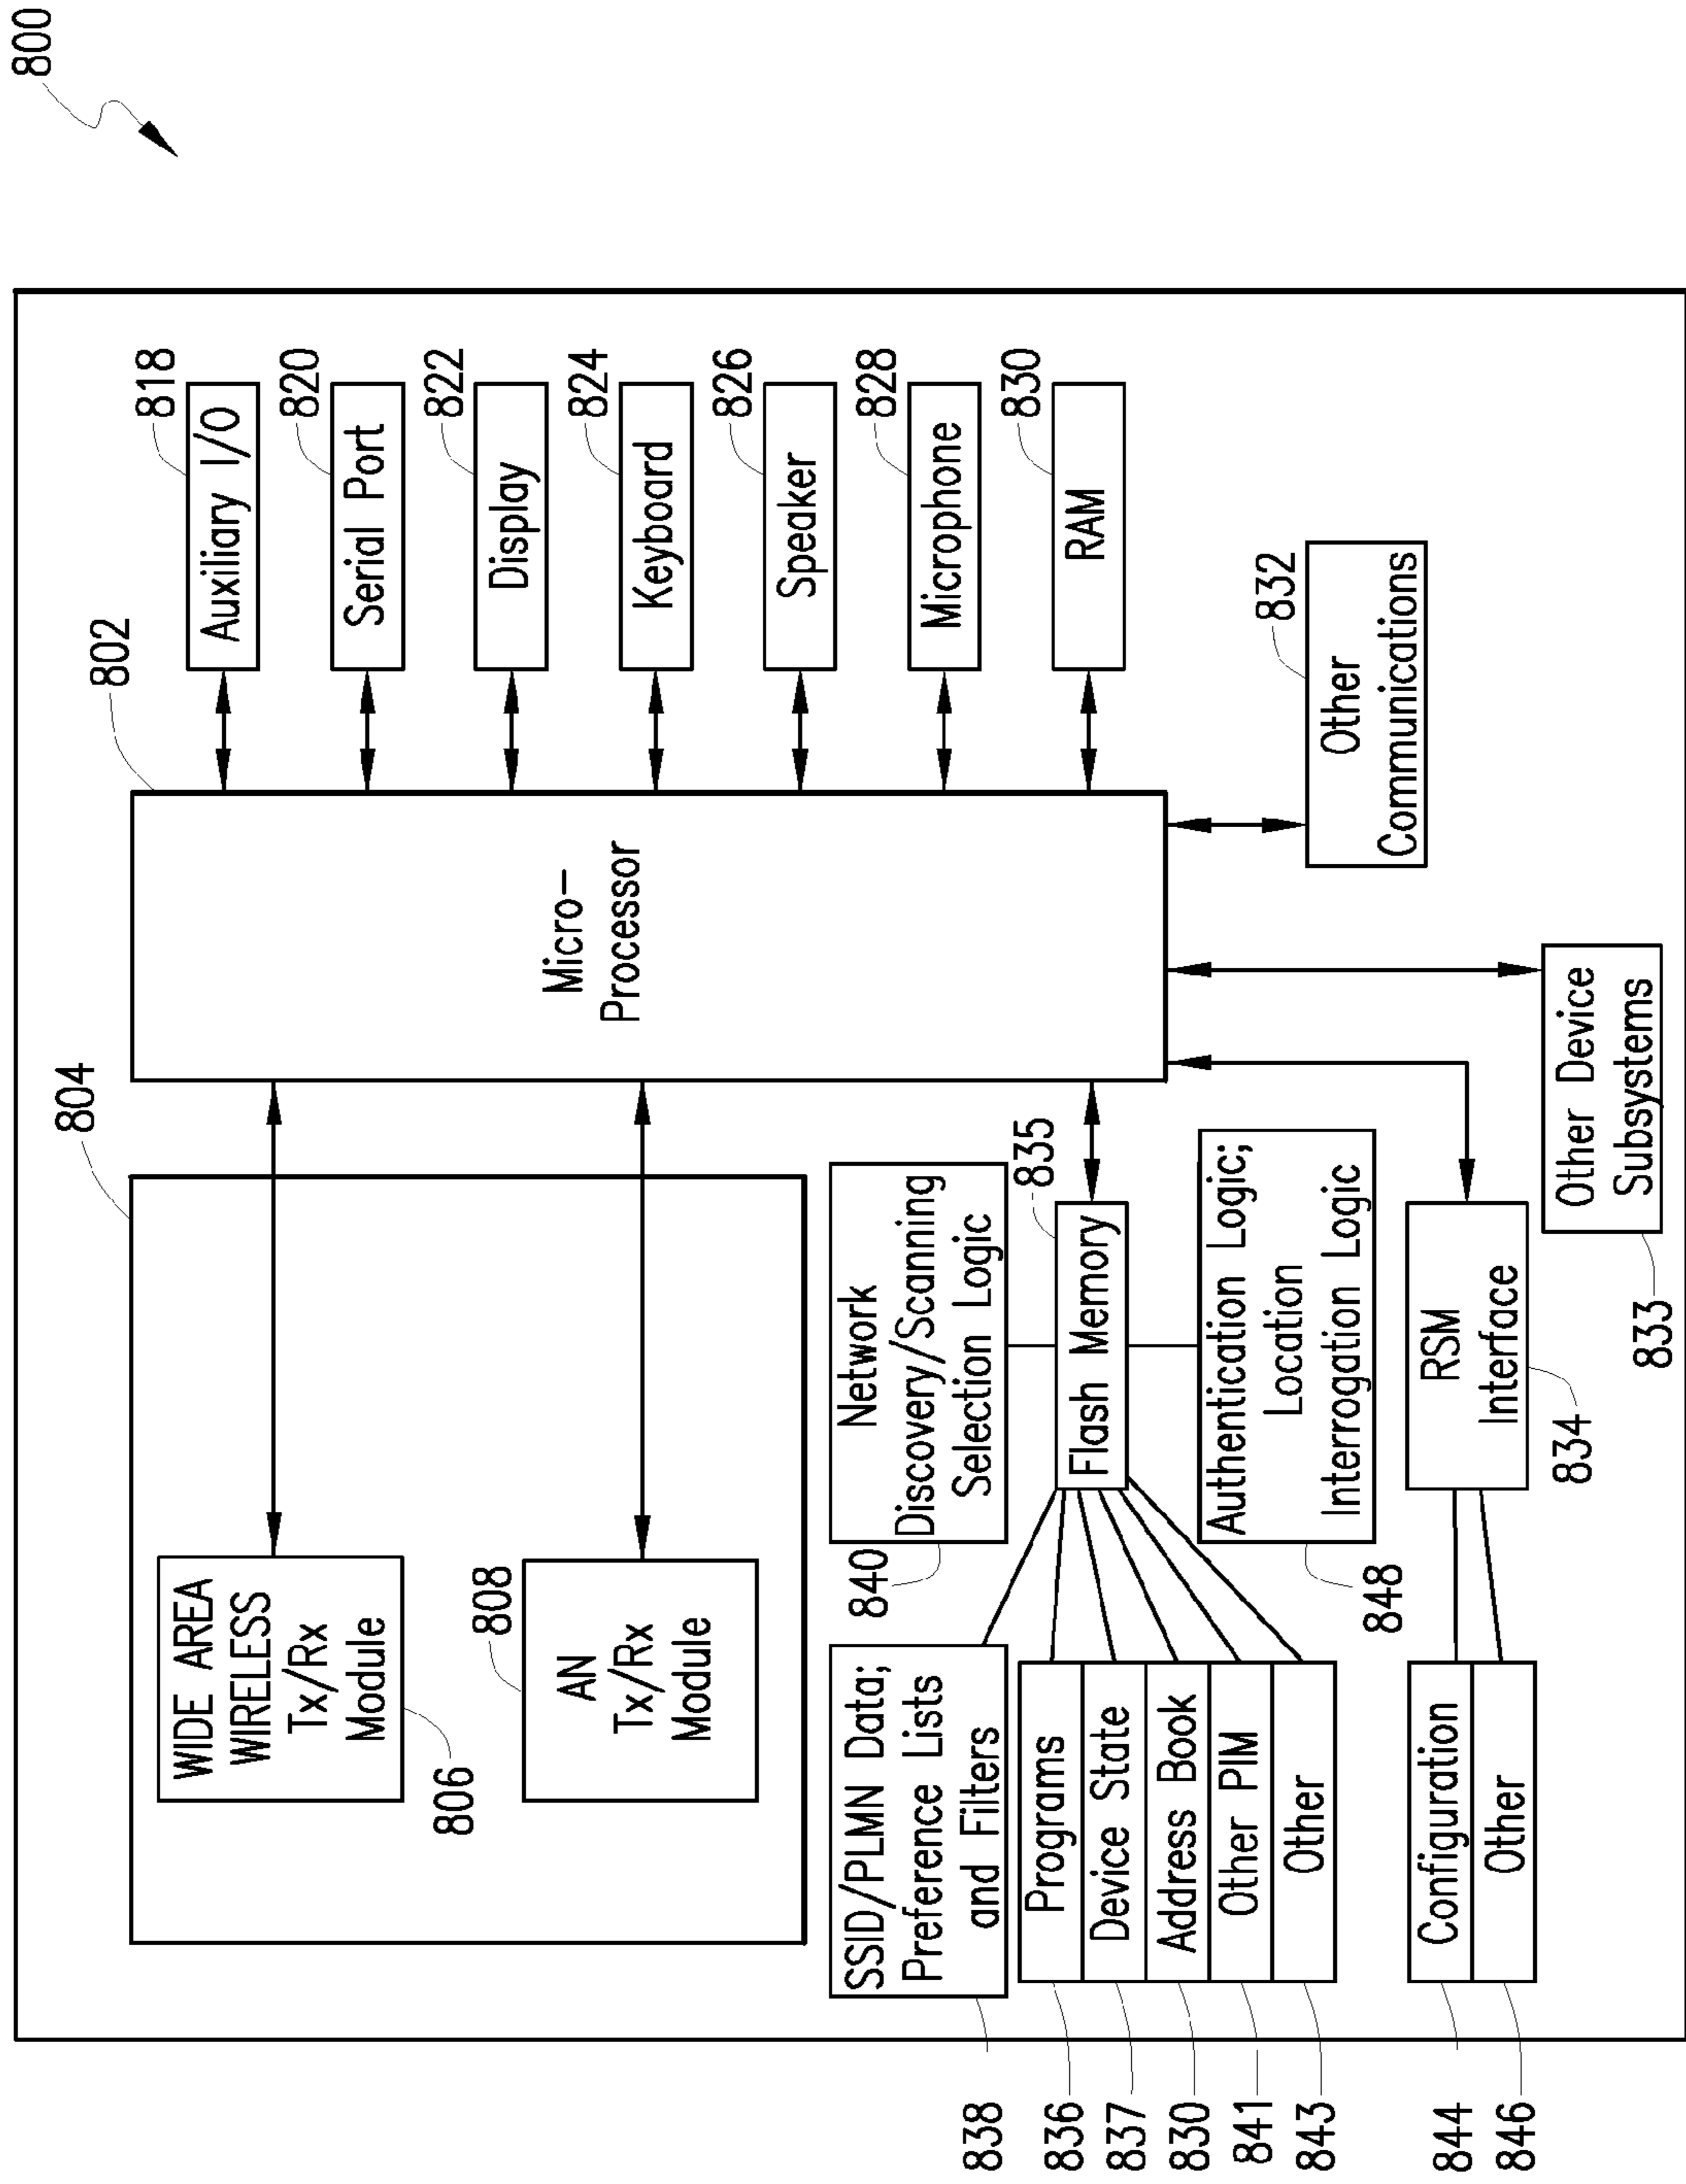 800
804
802
WIDE AREA
WIRELESS
Tx/Rx
Module
806
808
AN
Tx/Rx
Module
Micro-
Processor
818
Auxiliary I/O
820
Serial Port
822
Display
824
Keyboard
826
Speaker
828
Microphone
830
RAM
832
Other
Communications
Other Device
Subsystems
833
835
Flash Memory
Network
Discovery/Scanning
Selection Logic
840
Authentication Logic;
Location
Interrogation Logic
848
RSM
Interface
834
SSID/PLMN Data;
Preference Lists
and Filters
838
Programs
836
Device State
837
Address Book
830
Other PIM
841
Other
843
Configuration
844
Other
846